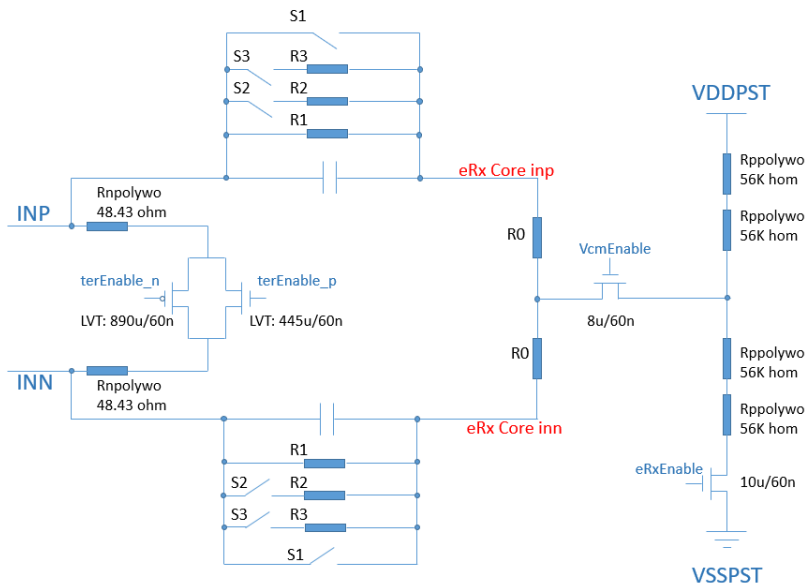 S1
S3
R3
S2
R2
R1
VDDPST
eRx Core inp
Rppolywo
56K hom
Rnpolywo
48.43 ohm
INP
Rppolywo
56K hom
R0
VcmEnable
terEnable_n
terEnable_p
LVT: 890u/60n
LVT: 445u/60n
8u/60n
R0
Rppolywo
56K hom
INN
Rnpolywo
48.43 ohm
Rppolywo
56K hom
eRx Core inn
R1
S2
R2
S3
R3
S1
eRxEnable
10u/60n
VSSPST